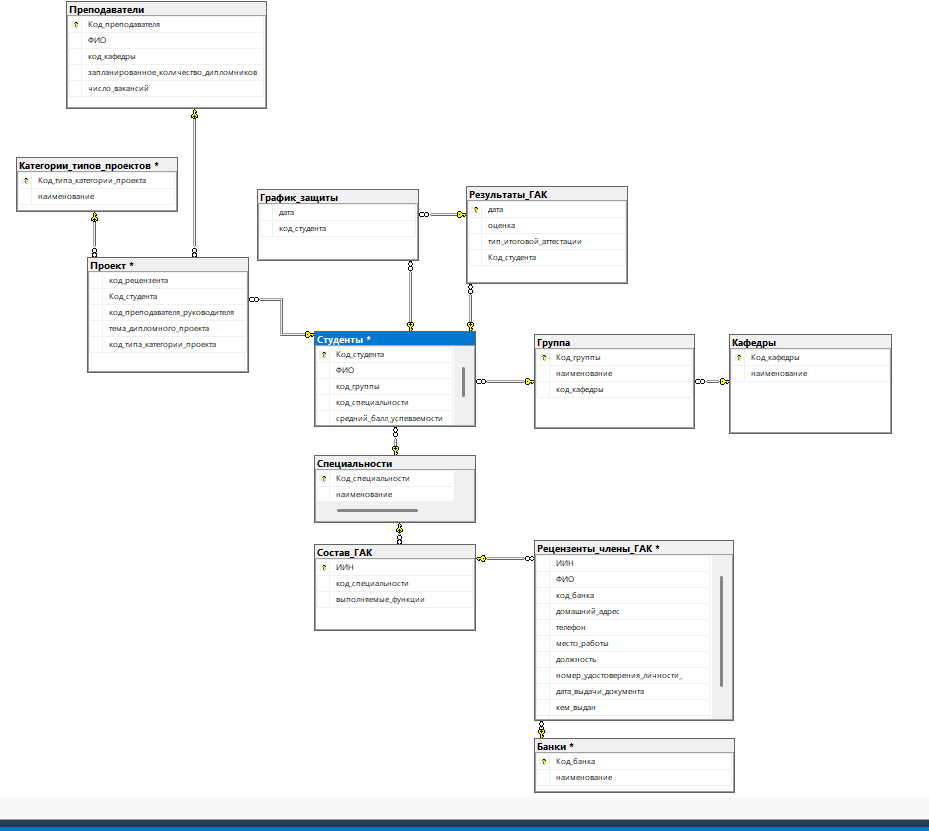 Преподаватели
Код_преподавателя
ФИО
код_кафедры
запланированное_количество_дипломников
число_вакансий
Категории_типов_проектов *
Код_типа_категории_проекта
наименование
График_защиты
дата
код_студента
Результаты_ГАК
дата
оценка
тип_итоговой_аттестации
Код_студента
Проект *
код_рецензента
Код_студента
код_преподавателя_руководителя
тема_дипломного_проекта
код_типа_категории_проекта
Студенты *
Код_студента
ФИО
код_группы
код_специальности
средний_балл_успеваемости
Группа
Код_группы
наименование
код_кафедры
Кафедры
Код_кафедры
наименование
Специальности
Код_специальности
наименование
Состав_ГАК
ИИН
код_специальности
выполняемые_функции
Рецензенты_члены_ГАК *
ИИН
ФИО
код_банка
домашний_адрес
телефон
место_работы
должность
номер_удостоверения_личности_
дата_выдачи_документа
кем_выдан
Банки *
Код_банка
наименование